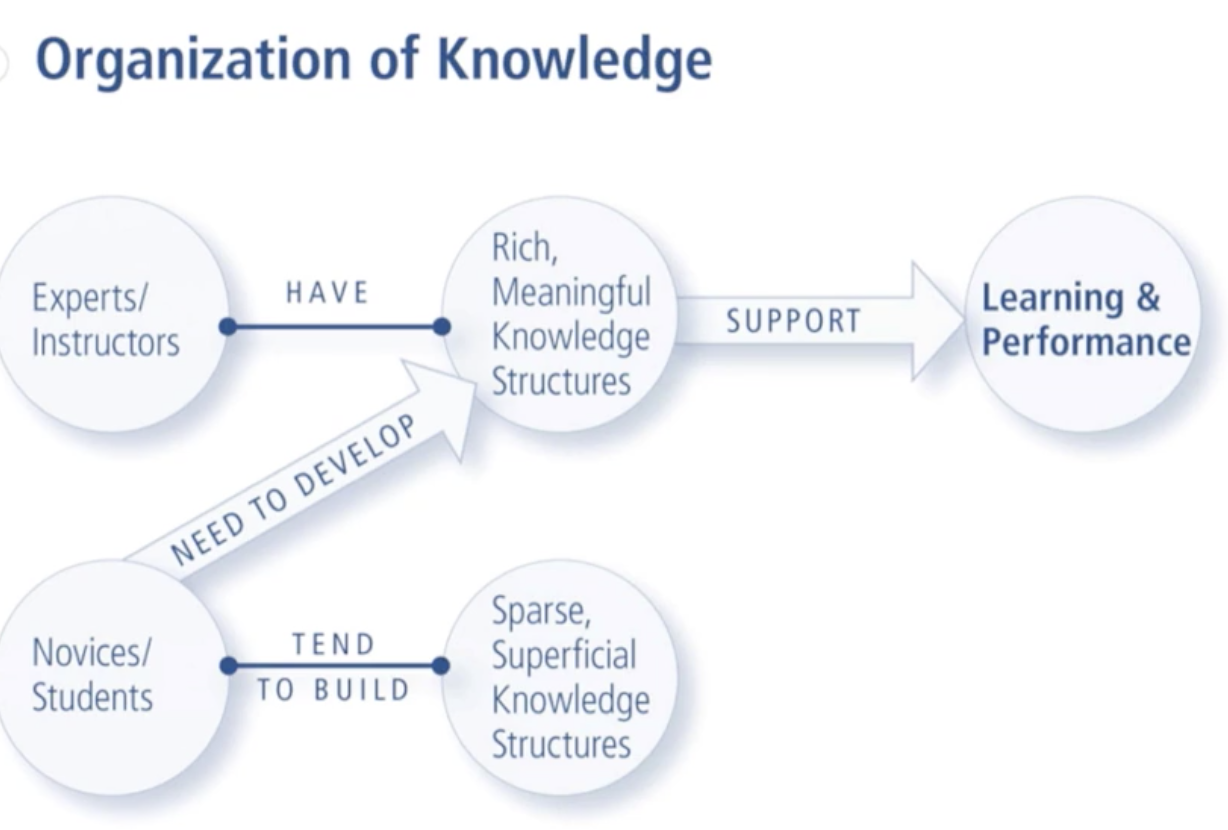 Organization of Knowledge
Experts/
Instructors
HAVE
Rich,
Meaningful
Knowledge
Structures
SUPPORT
Learning &
Performance
NEED TO DEVELOP
Novices/
Students
TEND
TO BUILD
Sparse,
Superficial
Knowledge
Structures